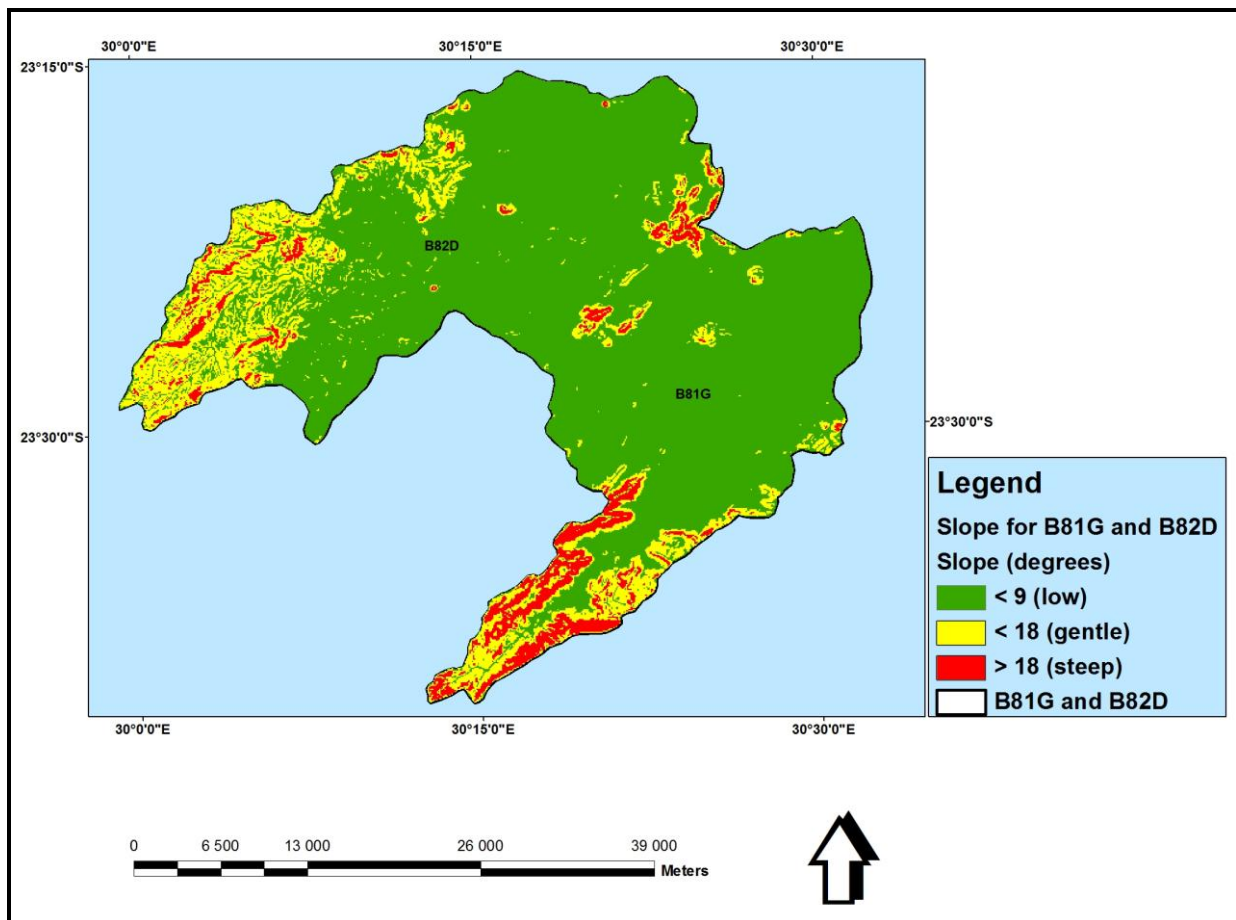 30°0'0"E 30°15'0"E 30°30'0"E
23°15'0"S
B82D
B81G
23°30'0"S 23°30'0"S
Legend
Slope for B81G and B82D
Slope (degrees)
< 9 (low)
< 18 (gentle)
> 18 (steep)
B81G and B82D
30°0'0"E 30°15'0"E 30°30'0"E
0 6 500 13 000 26 000 39 000
Meters